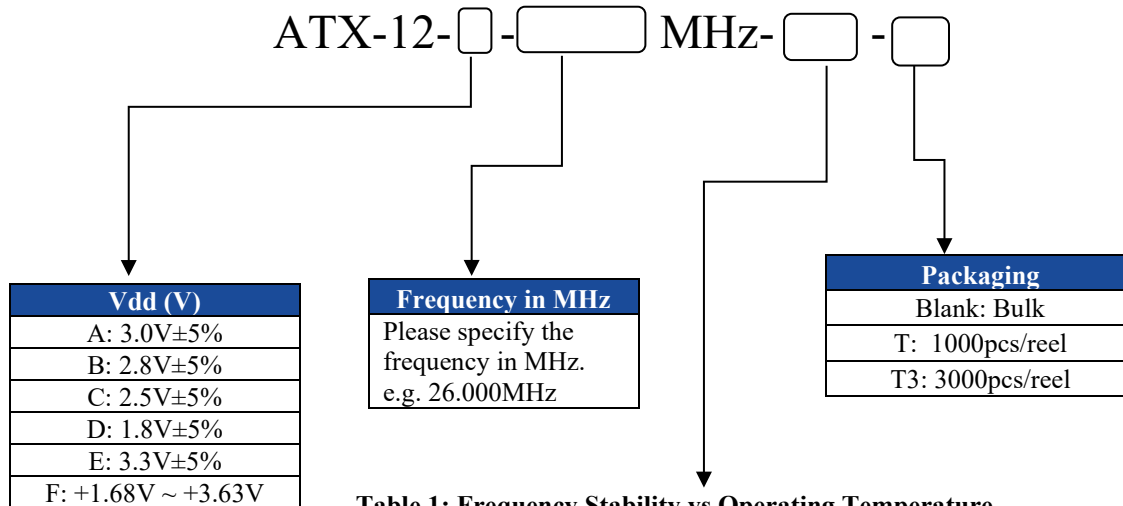 ATX-12- - MHz- -
Vdd (V)
A: 3.0V±5%
B: 2.8V±5%
C: 2.5V±5%
D: 1.8V±5%
E: 3.3V±5%
F: +1.68V ~ +3.63V
Frequency in MHz
Please specify the
frequency in MHz.
e.g. 26.000MHz
Packaging
Blank: Bulk
T: 1000pcs/reel
T3: 3000pcs/reel
Table 1: Frequency Stability vs Operating Temperature